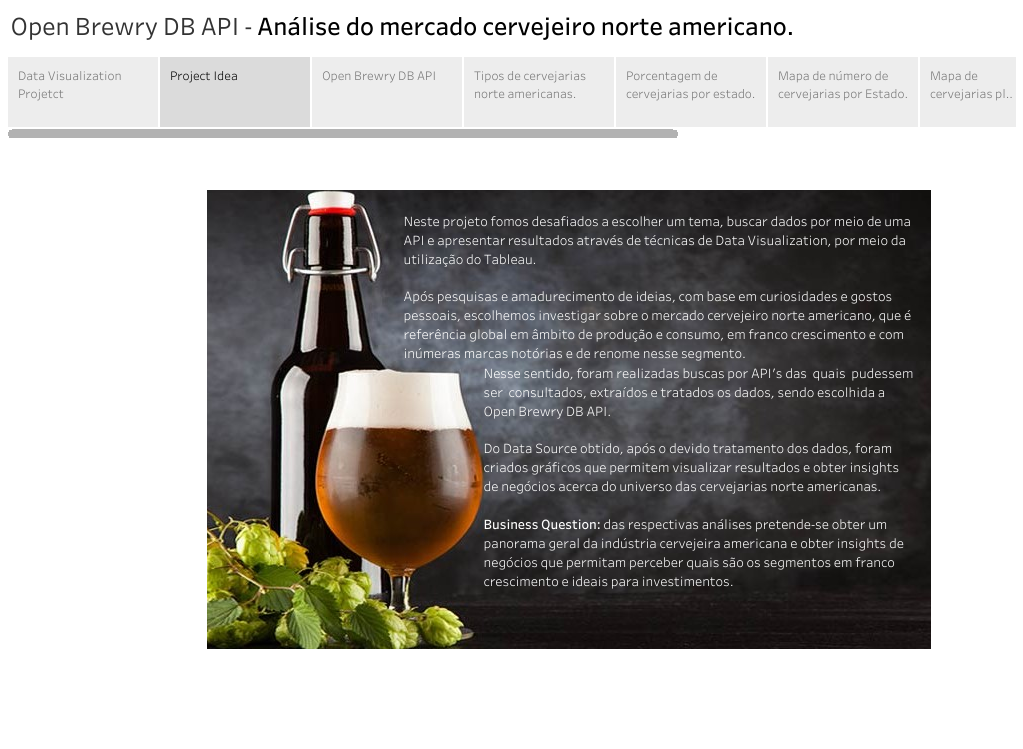 Open Brewry DB API - Análise do mercado cervejeiro norte americano.
Data Visualization
Projetct
Project Idea
Open Brewry DB API
Tipos de cervejarias
norte americanas.
Porcentagem de
cervejarias por estado.
Mapa de número de
cervejarias por Estado.
Mapa de
cervejarias pl..
Neste projeto fomos desafiados a escolher um tema, buscar dados por meio de uma
API e apresentar resultados através de técnicas de Data Visualization, por meio da
utilização do Tableau.
Após pesquisas e amadurecimento de ideias, com base em curiosidades e gostos
pessoais, escolhemos investigar sobre o mercado cervejeiro norte americano, que é
referência global em âmbito de produção e consumo, em franco crescimento e com
inúmeras marcas notórias e de renome nesse segmento.
Nesse sentido, foram realizadas buscas por API's das quais pudessem
ser consultados, extraídos e tratados os dados, sendo escolhida a
Open Brewry DB API.
Do Data Source obtido, após o devido tratamento dos dados, foram
criados gráficos que permitem visualizar resultados e obter insights
de negócios acerca do universo das cervejarias norte americanas.
Business Question: das respectivas análises pretende-se obter um
panorama geral da indústria cervejeira americana e obter insights de
negócios que permitam perceber quais são os segmentos em franco
crescimento e ideais para investimentos.